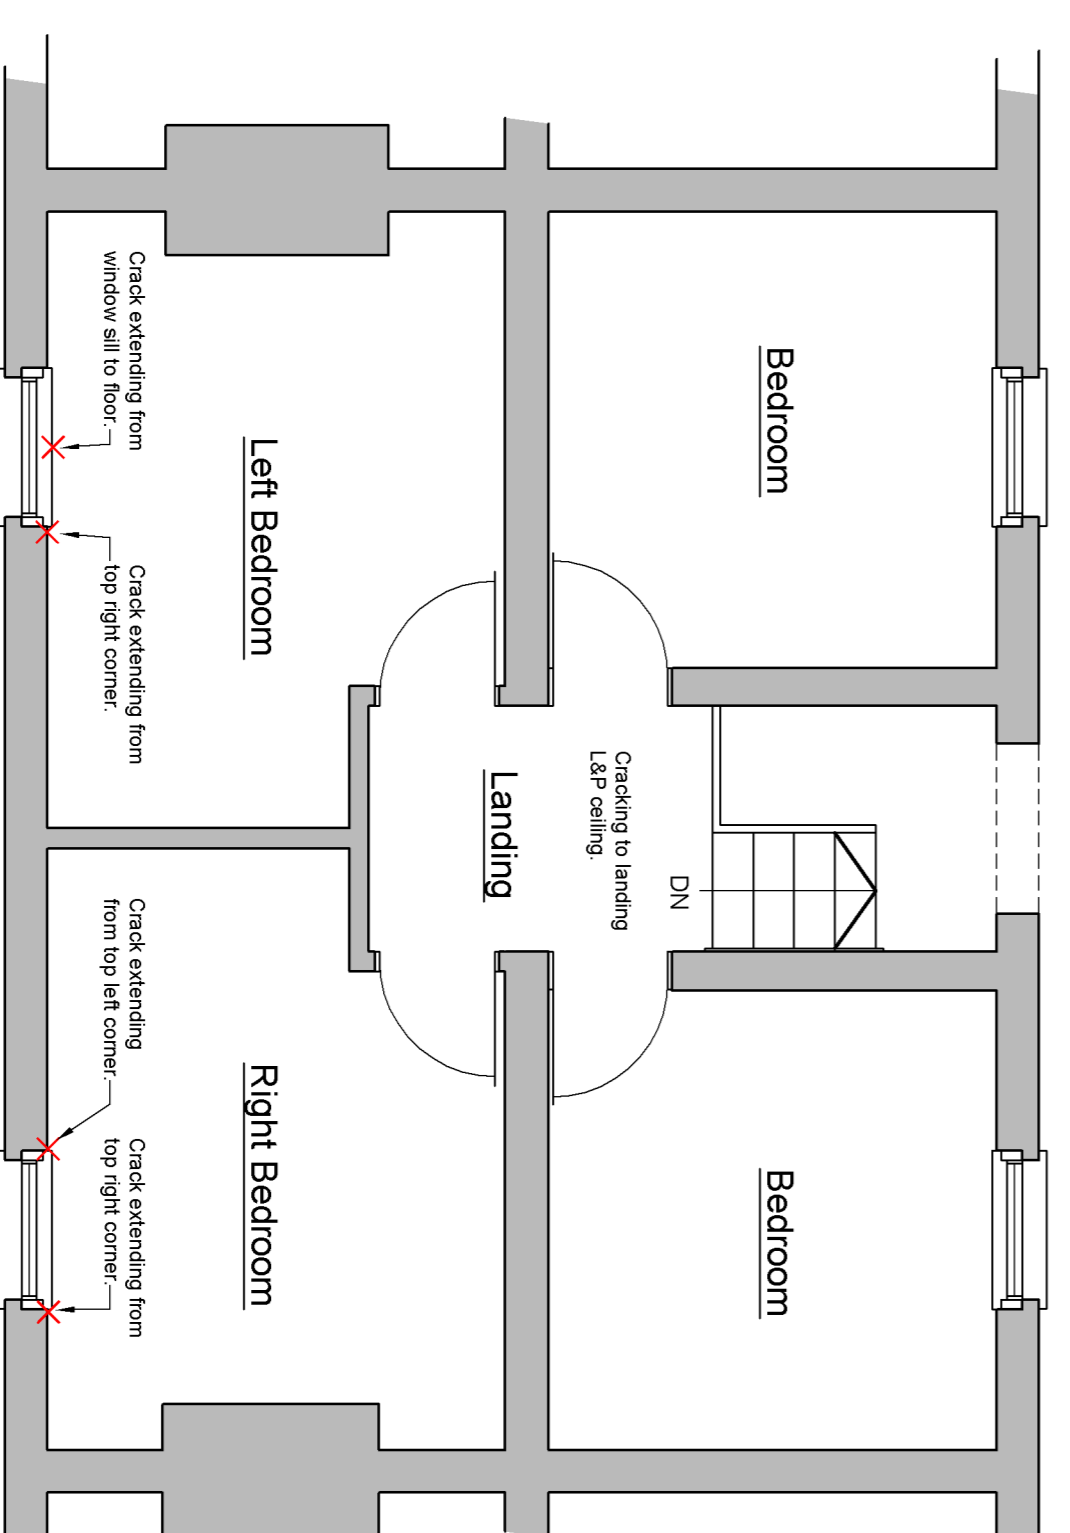 Bedroom
Bedroom
DN
Cracking to landing
L&P ceiling.
Landing
Left Bedroom
Right Bedroom
Crack extending from
window sill to floor.
Crack extending from
top right corner.
Crack extending
from top left corner.
Crack extending from
top right corner.